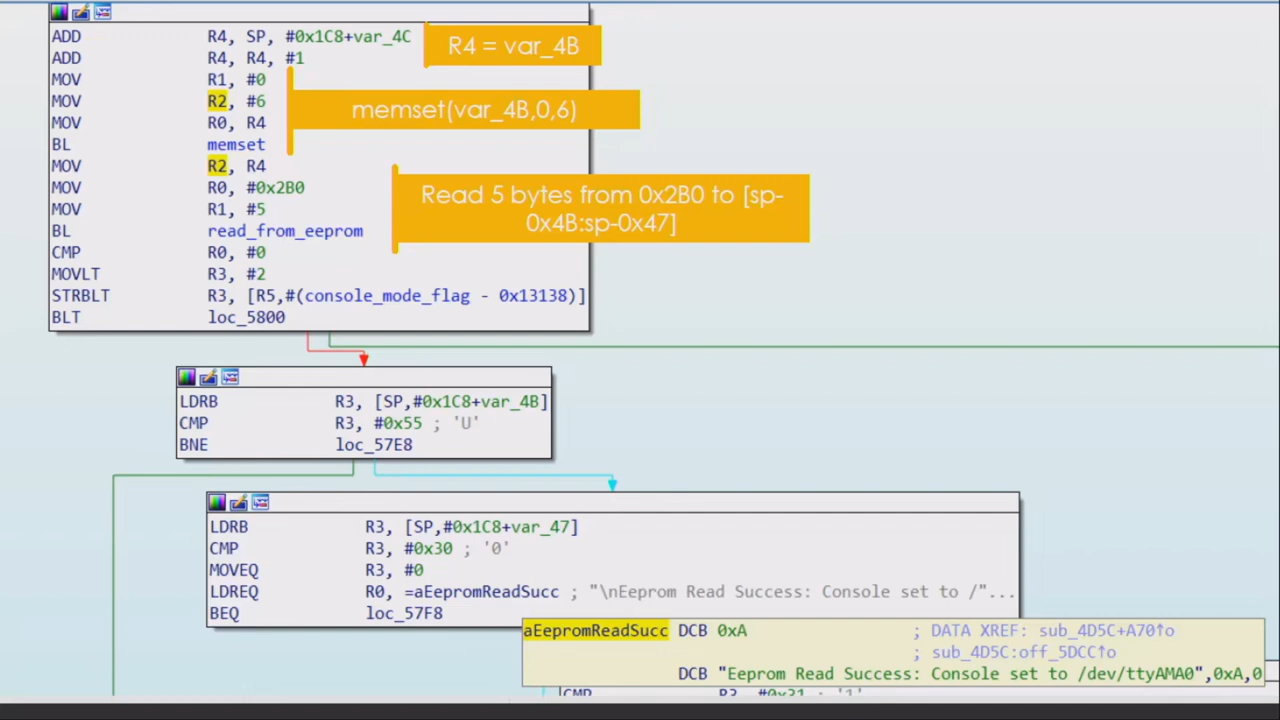 ADD R4, SP, #0x1C8+var_4C
ADD R4, R4, #1
MOV R1, #0
MOV R2, #6
MOV R0, R4
BL memset
MOV R2, R4
MOV R0, #0x2B0
MOV R1, #5
BL read_from_eeprom
CMP R0, #0
MOVLT R3, #2
STRBLT R3, [R5,#(console_mode_flag - 0x13138)]
BLT loc_5800
R4 = var_4B
memset(var_4B,0,6)
Read 5 bytes from 0x2B0 to [sp-
0x4B:sp-0x47]
LDRB R3, [SP,#0x1C8+var_4B]
CMP R3, #0x55 ; 'U'
BNE loc_57E8
LDRB R3, [SP,#0x1C8+var_47]
CMP R3, #0x30 ; '0'
MOVEQ R3, #0
LDREQ R0, =aEepromReadSucc ; "\nEeprom Read Success: Console set to /"...
BEQ loc_57F8
aEepromReadSucc DCB 0xA ; DATA XREF: sub_4D5C+A70↑o
; sub_4D5C:off_5DCC↑o
DCB "Eeprom Read Success: Console set to /dev/ttyAMA0",0xA,0
CMP R3, #0x31 ; '1'